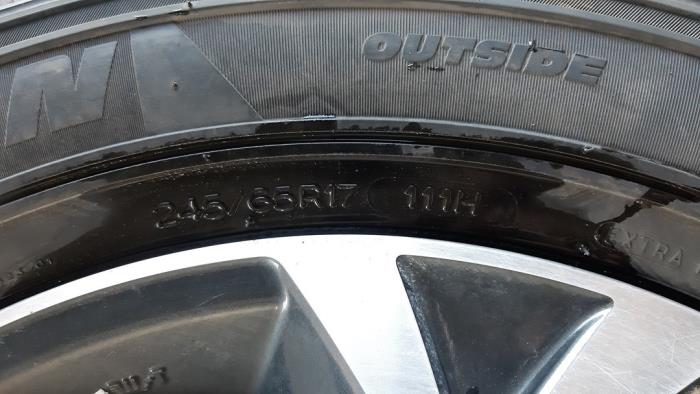 N
OUTSIDE
245/65R17 111H
EXTRA